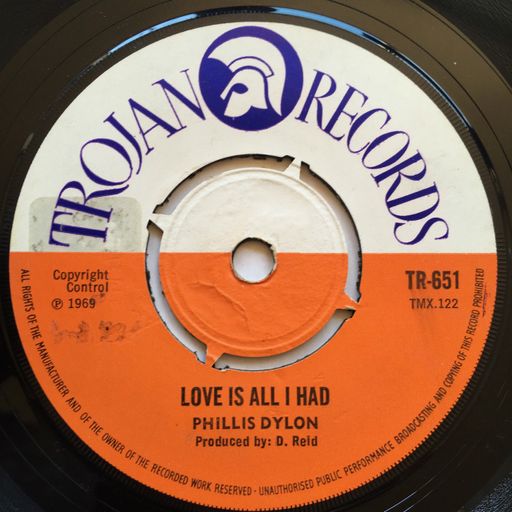 TROJAN RECORDS
Copyright
Control
℗ 1969
TR-651
TMX.122
LOVE IS ALL I HAD
PHILLIS DYLON
Produced by: D. Reid
ALL RIGHTS OF THE MANUFACTURER AND OF THE OWNER OF THE RECORDED WORK RESERVED - UNAUTHORISED PUBLIC PERFORMANCE BROADCASTING AND COPYING OF THIS RECORD PROHIBITED